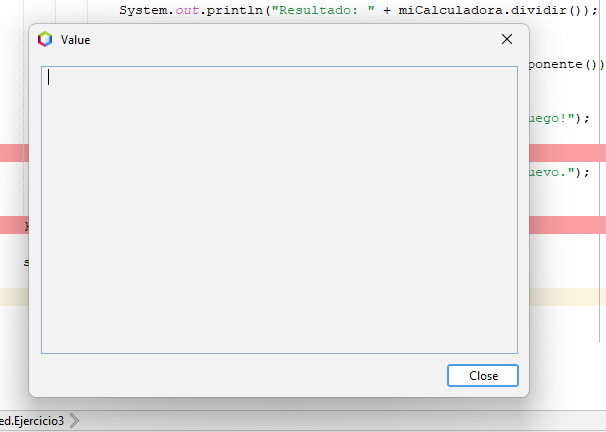 System.out.println("Resultado: " + miCalculadora.dividir());
Value
ponente())
uego!");
uevo.");
}
s
Close
ed.Ejercicio3